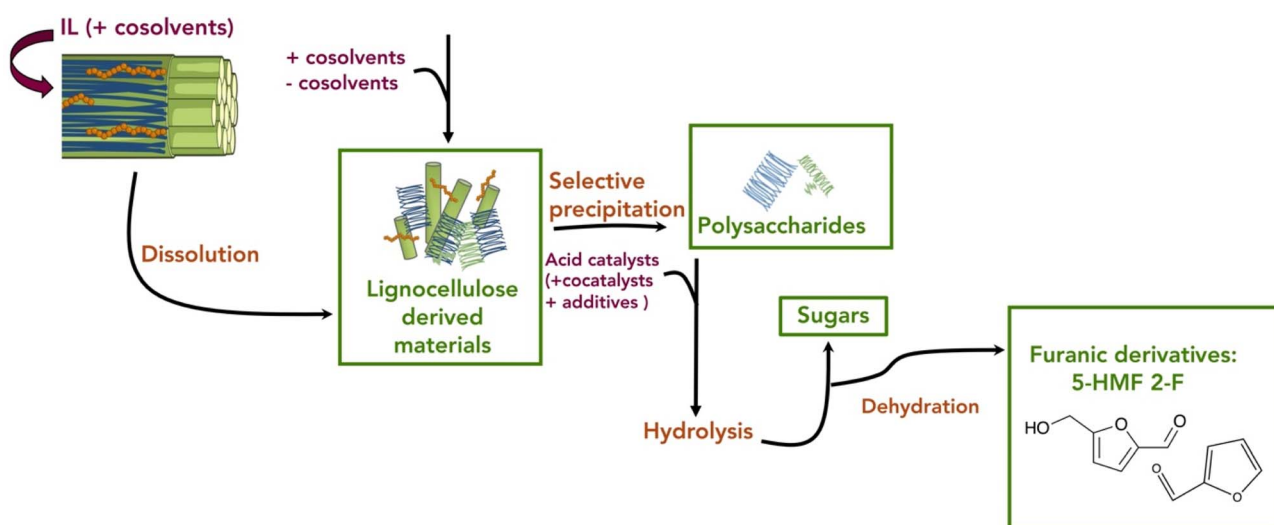 IL (+ cosolvents)
+ cosolvents
- cosolvents
Dissolution
Lignocellulose
derived
materials
Selective
precipitation
Polysaccharides
Acid catalysts
(+cocatalysts
+ additives )
Hydrolysis
Sugars
Dehydration
Furanic derivatives:
5-HMF 2-F
HO
O
O
O
O